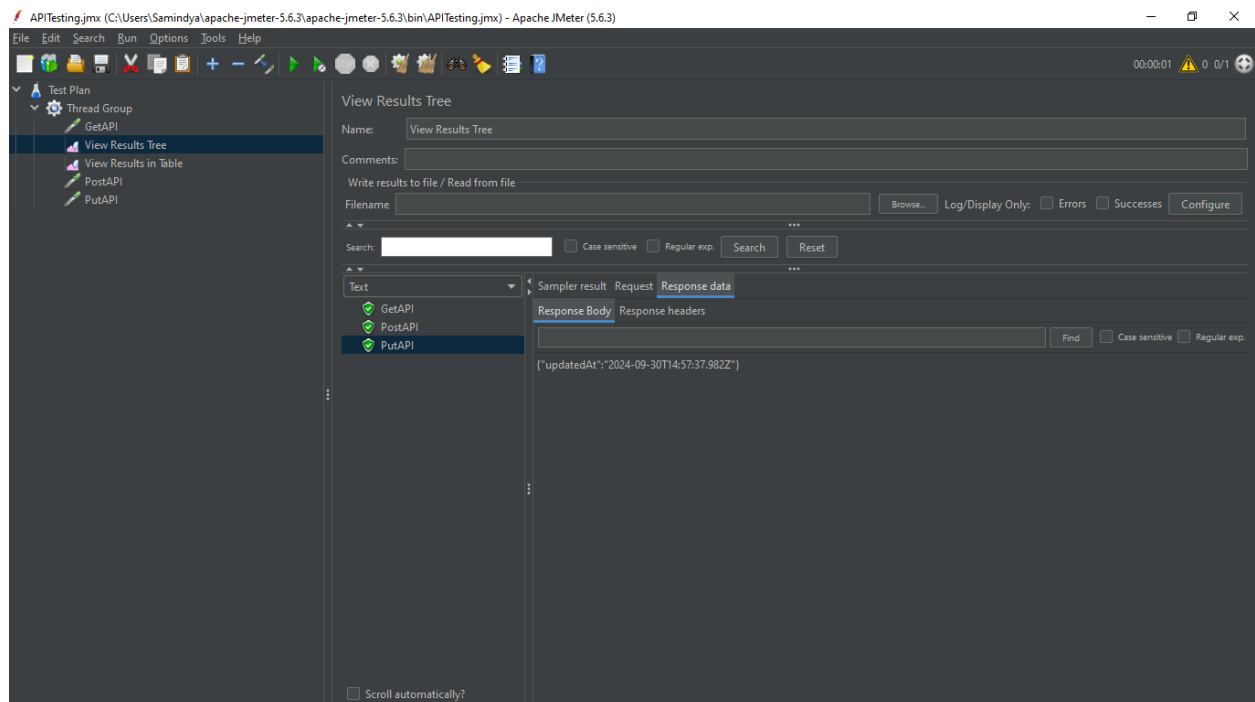 APITesting.jmx (C:\Users\Samindya\apache-jmeter-5.6.3\apache-jmeter-5.6.3\bin\APITesting.jmx) - Apache JMeter (5.6.3)
File Edit Search Run Options Tools Help
00:00:01 0 0/1
Test Plan
Thread Group
GetAPI
View Results Tree
View Results in Table
PostAPI
PutAPI
View Results Tree
Name: View Results Tree
Comments:
Write results to file / Read from file
Filename Browse... Log/Display Only: Errors Successes Configure
Search: Case sensitive Regular exp. Search Reset
Text
GetAPI
PostAPI
PutAPI
Scroll automatically?
Sampler result Request Response data
Response Body Response headers
Find Case sensitive Regular exp.
{"updatedAt":"2024-09-30T14:57:37.982Z"}